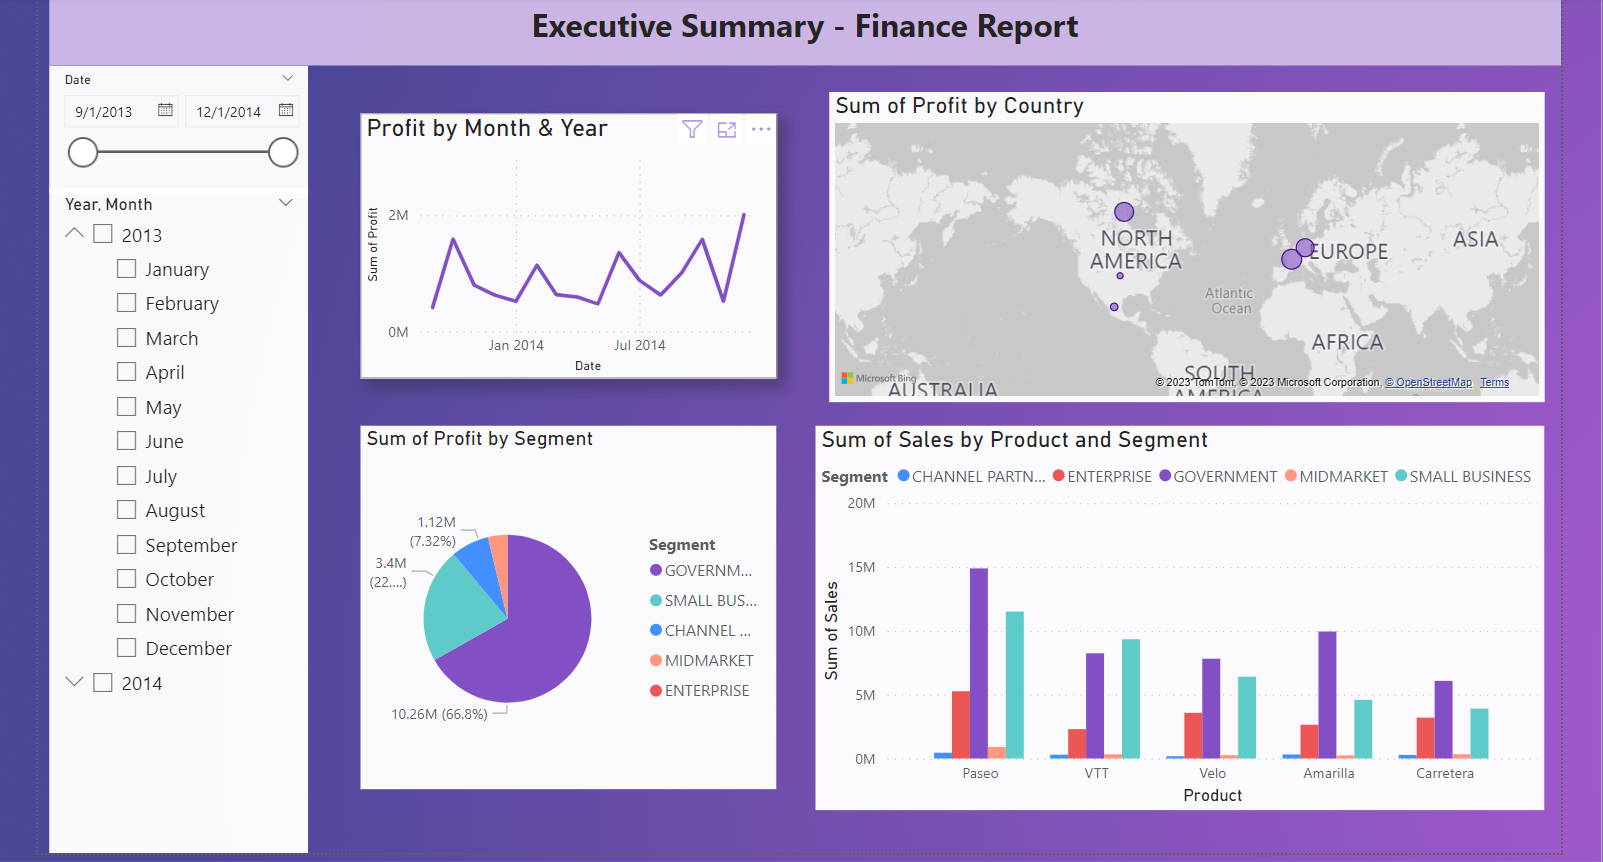 Executive Summary - Finance Report
Date
9/1/2013
12/1/2014
Year, Month
2013
January
February
March
April
May
June
July
August
September
October
November
December
2014
Profit by Month & Year
Sum of Profit
2M
0M
Jan 2014
Jul 2014
Date
Sum of Profit by Country
NORTH
AMERICA
EUROPE
ASIA
Atlantic
Ocean
AFRICA
SOUTH
AMERICA
AUSTRALIA
Microsoft Bing
© 2023 TomTom, © 2023 Microsoft Corporation, © OpenStreetMap Terms
Sum of Profit by Segment
1.12M
(7.32%)
3.4M
(22....)
10.26M (66.8%)
Segment
GOVERNM...
SMALL BUS...
CHANNEL ...
MIDMARKET
ENTERPRISE
Sum of Sales by Product and Segment
Segment CHANNEL PARTN... ENTERPRISE GOVERNMENT MIDMARKET SMALL BUSINESS
Sum of Sales
20M
15M
10M
5M
0M
Paseo VTT Velo Amarilla Carretera
Product